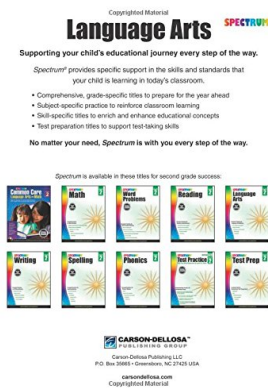 Copyrighted Material
Language Arts
SPECTRUM
Supporting your child's educational journey every step of the way.
Spectrum® provides specific support in the skills and standards that
your child is learning in today's classroom.
• Comprehensive, grade-specific titles to prepare for the year ahead
• Subject-specific practice to reinforce classroom learning
• Skill-specific titles to enrich and enhance educational concepts
• Test preparation titles to support test-taking skills
No matter your need, Spectrum is with you every step of the way.
Spectrum is available in these titles for second grade success:
Common Core
Math
Word
Problems
Reading
Language
Arts
Writing
Spelling
Phonics
Test Practice
Test Prep
CARSON-DELLOSA
PUBLISHING GROUP
Carson-Dellosa Publishing LLC
P.O. Box 35665 • Greensboro, NC 27425 USA
carsondellosa.com
Copyrighted Material